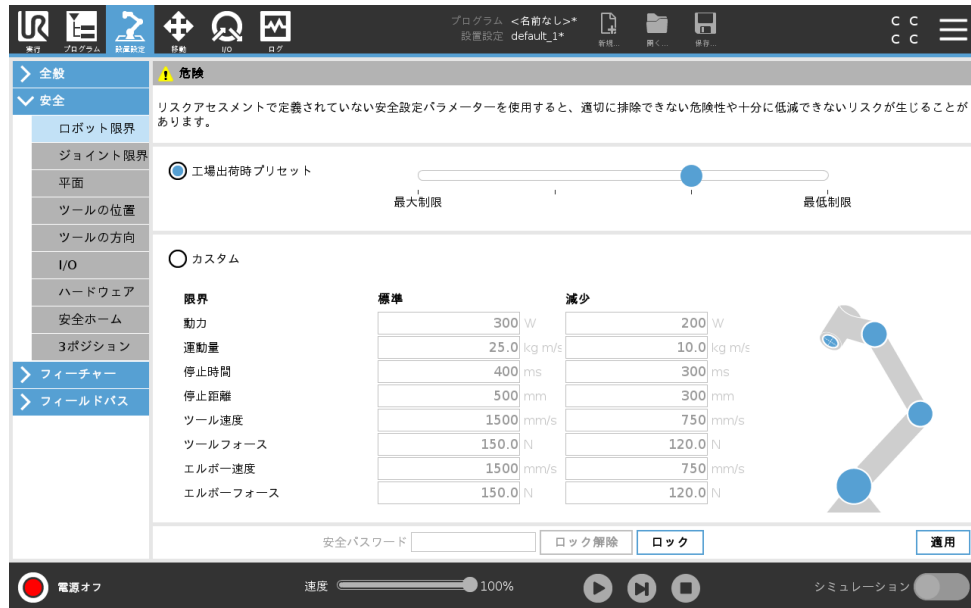 UR
実行 プログラム 設置設定 移動 I/O ログ
プログラム <名前なし>*
設置設定 default_1*
新規... 開く... 保存...
C C
C C
全般
安全
ロボット限界
ジョイント限界
平面
ツールの位置
ツールの方向
I/O
ハードウェア
安全ホーム
3ポジション
フィーチャー
フィールドバス
危険
リスクアセスメントで定義されていない安全設定パラメーターを使用すると、適切に排除できない危険性や十分に低減できないリスクが生じることが
あります。
工場出荷時プリセット
最大制限 最低制限
カスタム
限界 標準 減少
動力 300 W 200 W
運動量 25.0 kg m/s 10.0 kg m/s
停止時間 400 ms 300 ms
停止距離 500 mm 300 mm
ツール速度 1500 mm/s 750 mm/s
ツールフォース 150.0 N 120.0 N
エルボー速度 1500 mm/s 750 mm/s
エルボーフォース 150.0 N 120.0 N
安全パスワード ロック解除 ロック 適用
電源オフ 速度 100% シミュレーション